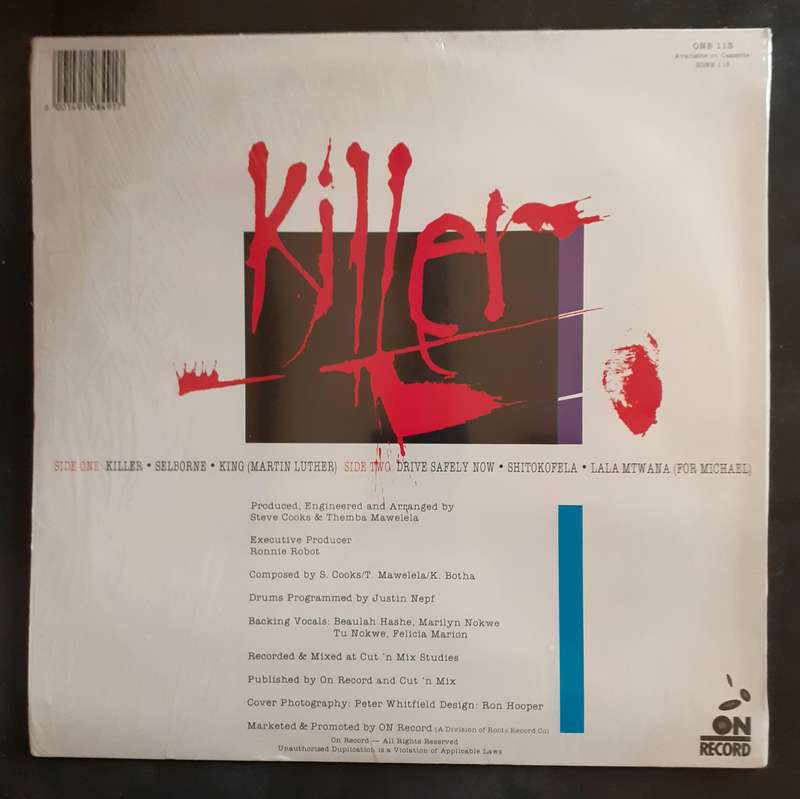 ONB 113
Available on Cassette
Killer
SIDE ONE: KILLER • SELBORNE • KING (MARTIN LUTHER) SIDE TWO: DRIVE SAFELY NOW • SHITOKOFELA • LALA MTWANA (FOR MICHAEL)
Produced, Engineered and Arranged by
Steve Cooks & Themba Mawelela
Executive Producer
Ronnie Robot
Composed by S. Cooks/T. Mawelela/K. Botha
Drums Programmed by Justin Nepf
Backing Vocals: Beaulah Hashe, Marilyn Nokwe
Tu Nokwe, Felicia Marion
Recorded & Mixed at Cut 'n Mix Studies
Published by On Record and Cut 'n Mix
Cover Photography: Peter Whitfield Design: Ron Hooper
Marketed & Promoted by ON Record (A Division of Roots Record Co)
On Record — All Rights Reserved
Unauthorised Duplication is a Violation of Applicable Laws
ON
RECORD